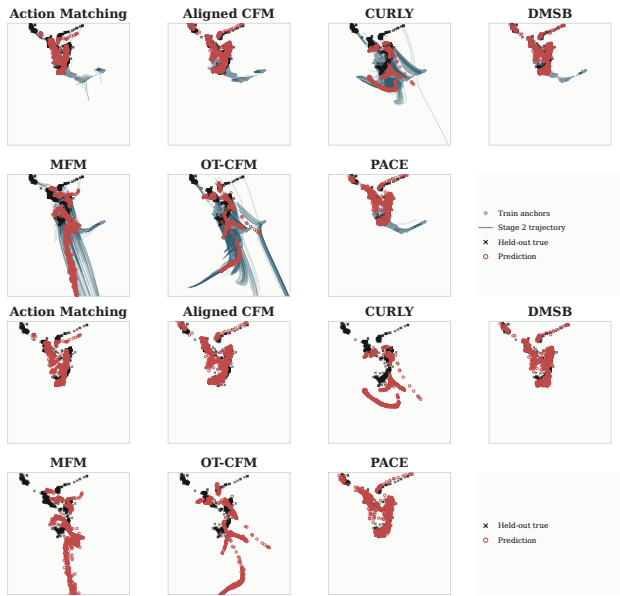 Action Matching
Aligned CFM
CURLY
DMSB
MFM
OT-CFM
PACE
Train anchors
Stage 2 trajectory
Held-out true
Prediction
Action Matching
Aligned CFM
CURLY
DMSB
MFM
OT-CFM
PACE
Held-out true
Prediction